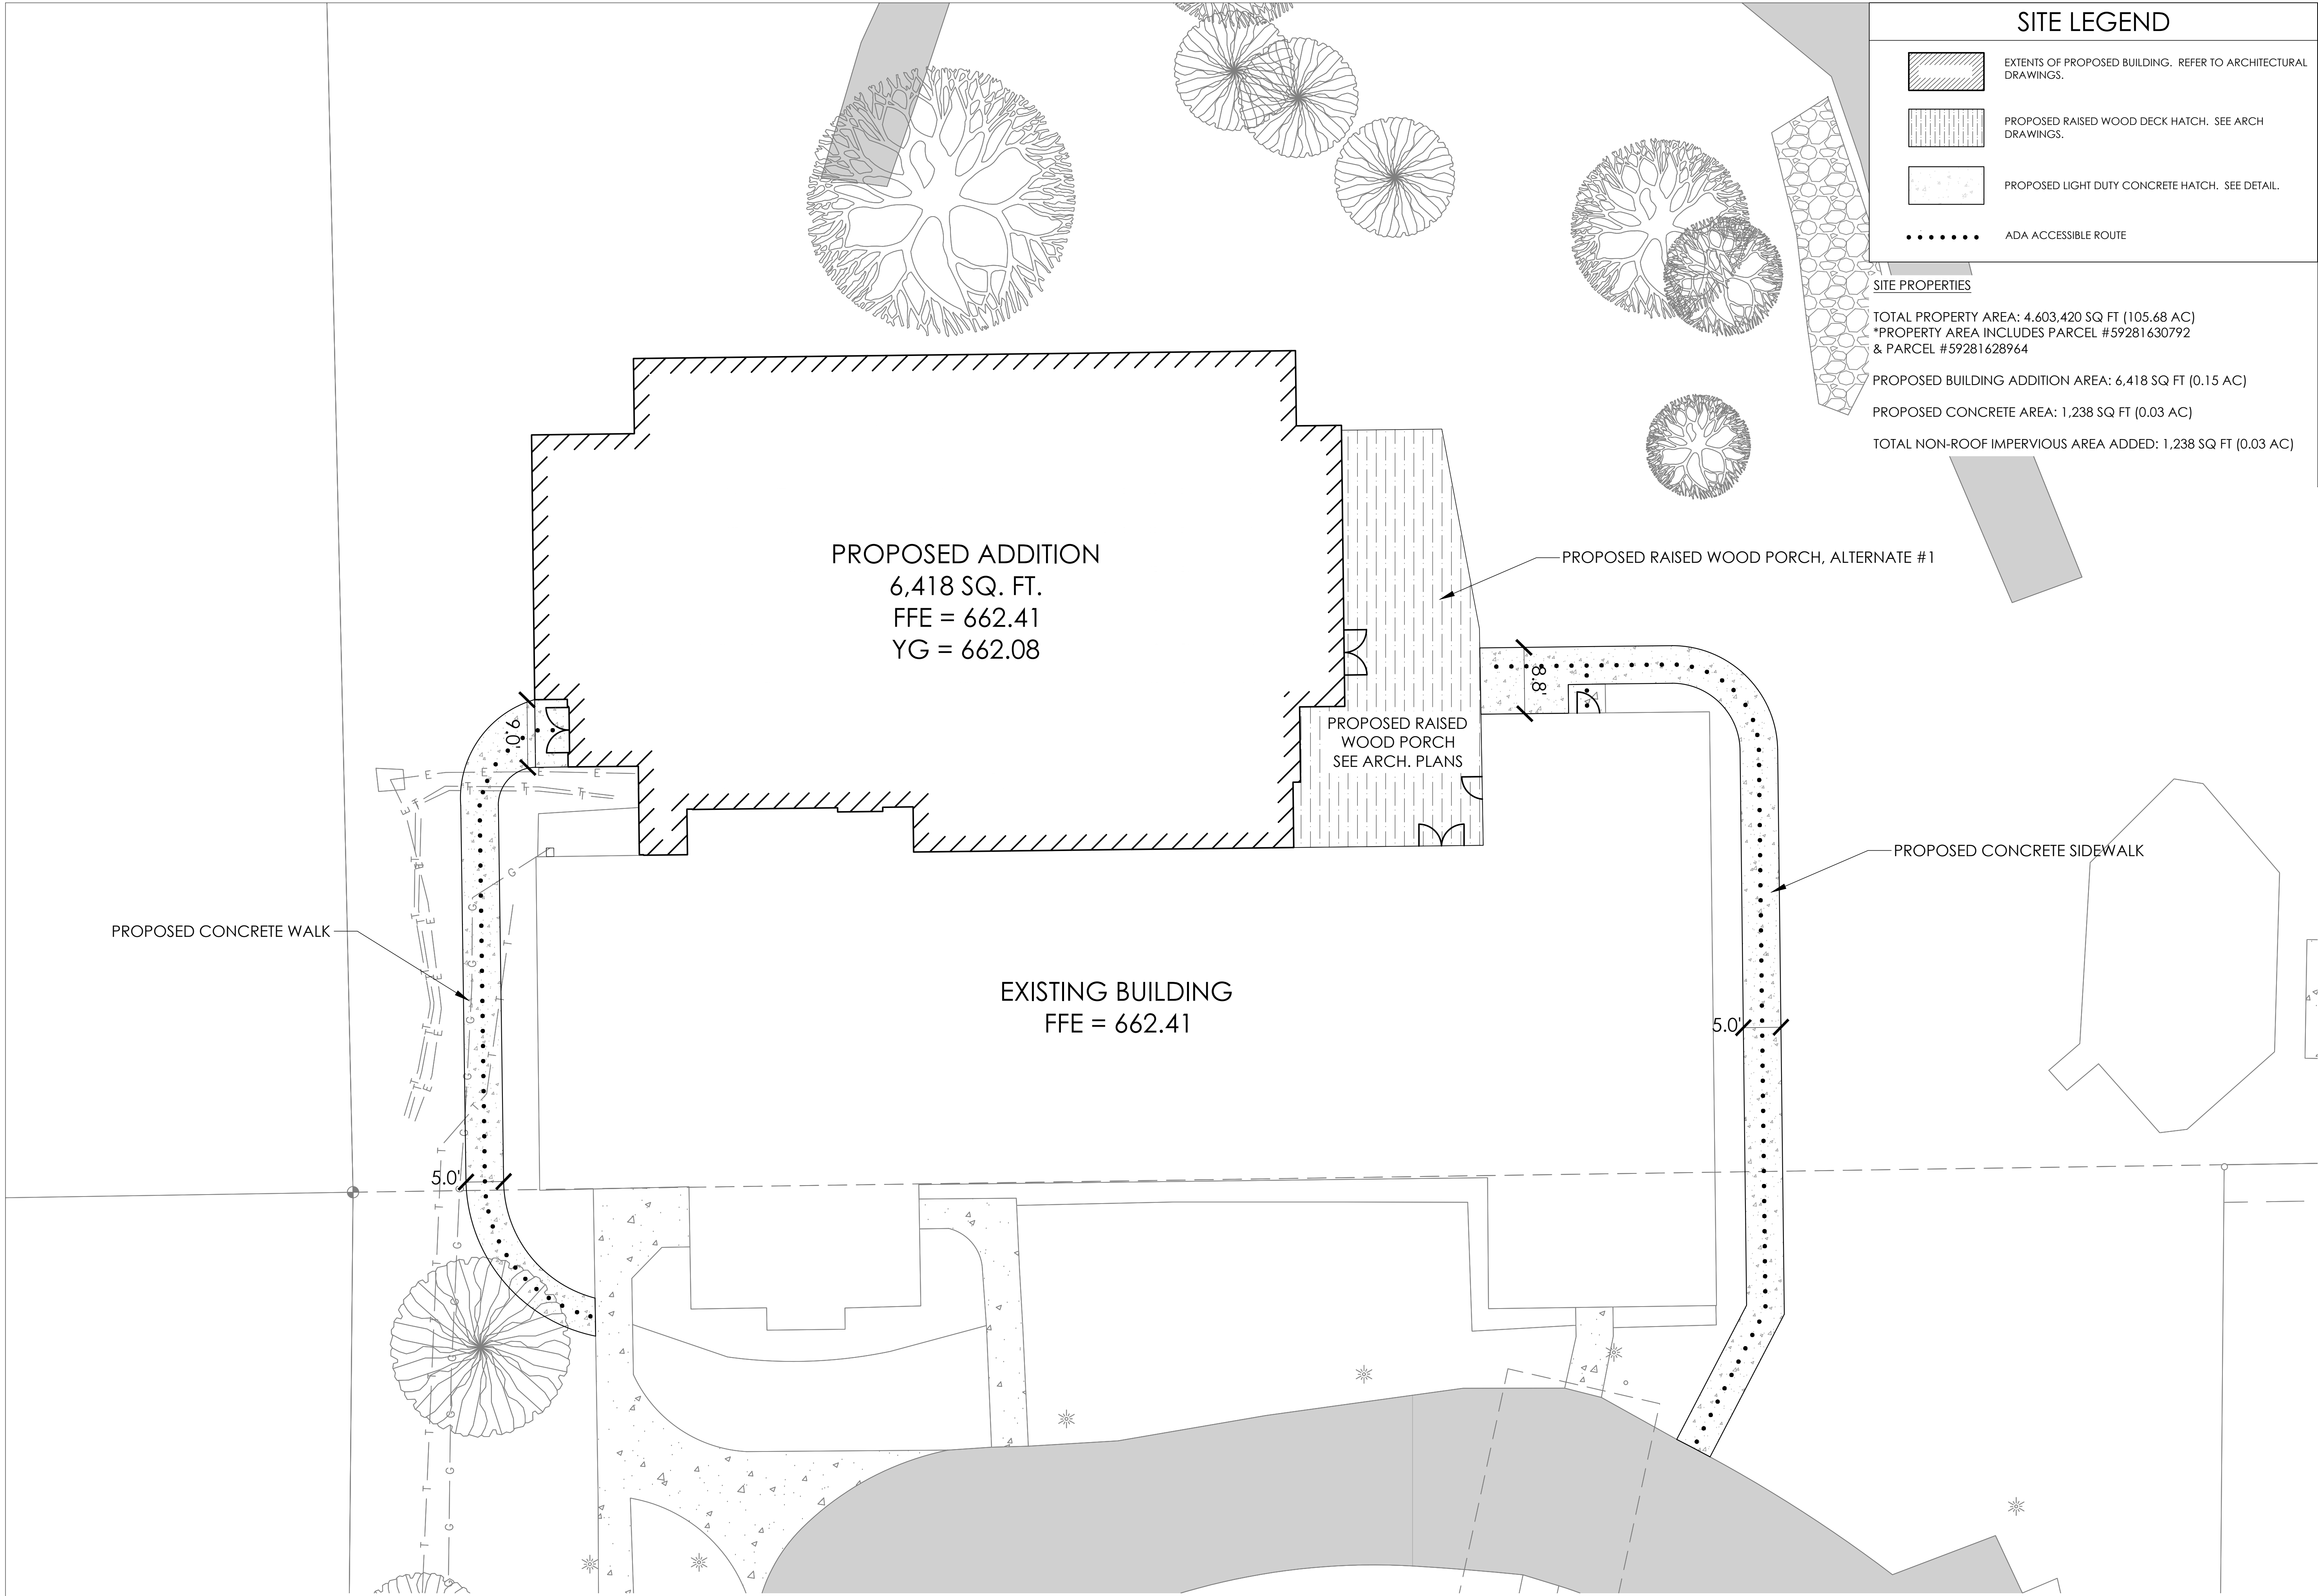 SITE LEGEND
EXTENTS OF PROPOSED BUILDING. REFER TO ARCHITECTURAL
DRAWINGS.
PROPOSED RAISED WOOD DECK HATCH. SEE ARCH
DRAWINGS.
PROPOSED LIGHT DUTY CONCRETE HATCH. SEE DETAIL.
ADA ACCESSIBLE ROUTE
SITE PROPERTIES
TOTAL PROPERTY AREA: 4.603,420 SQ FT (105.68 AC)
*PROPERTY AREA INCLUDES PARCEL #59281630792
& PARCEL #59281628964
PROPOSED BUILDING ADDITION AREA: 6,418 SQ FT (0.15 AC)
PROPOSED CONCRETE AREA: 1,238 SQ FT (0.03 AC)
TOTAL NON-ROOF IMPERVIOUS AREA ADDED: 1,238 SQ FT (0.03 AC)
PROPOSED ADDITION
6,418 SQ. FT.
FFE = 662.41
YG = 662.08
PROPOSED RAISED WOOD PORCH, ALTERNATE #1
8.8'
9.0'
PROPOSED RAISED
WOOD PORCH
SEE ARCH. PLANS
E E E E
T T T
PROPOSED CONCRETE SIDEWALK
PROPOSED CONCRETE WALK
EXISTING BUILDING
FFE = 662.41
5.0'
5.0'